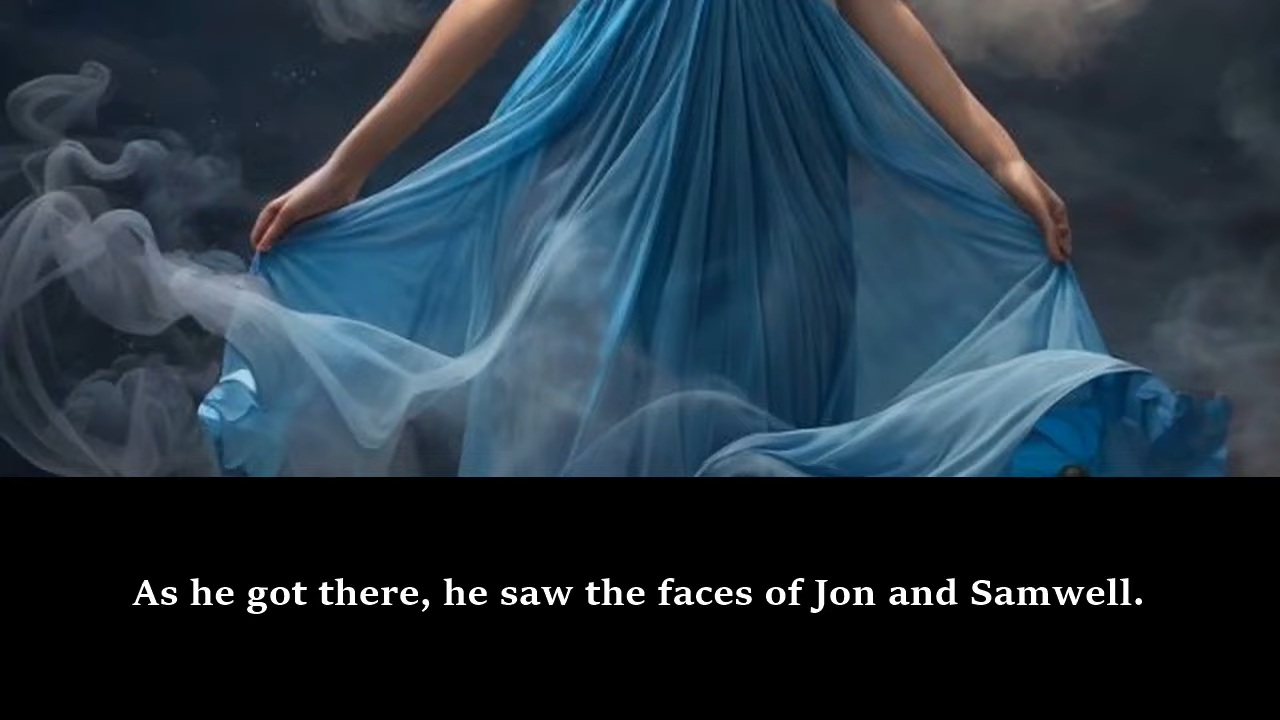 As he got there, he saw the faces of Jon and Samwell.